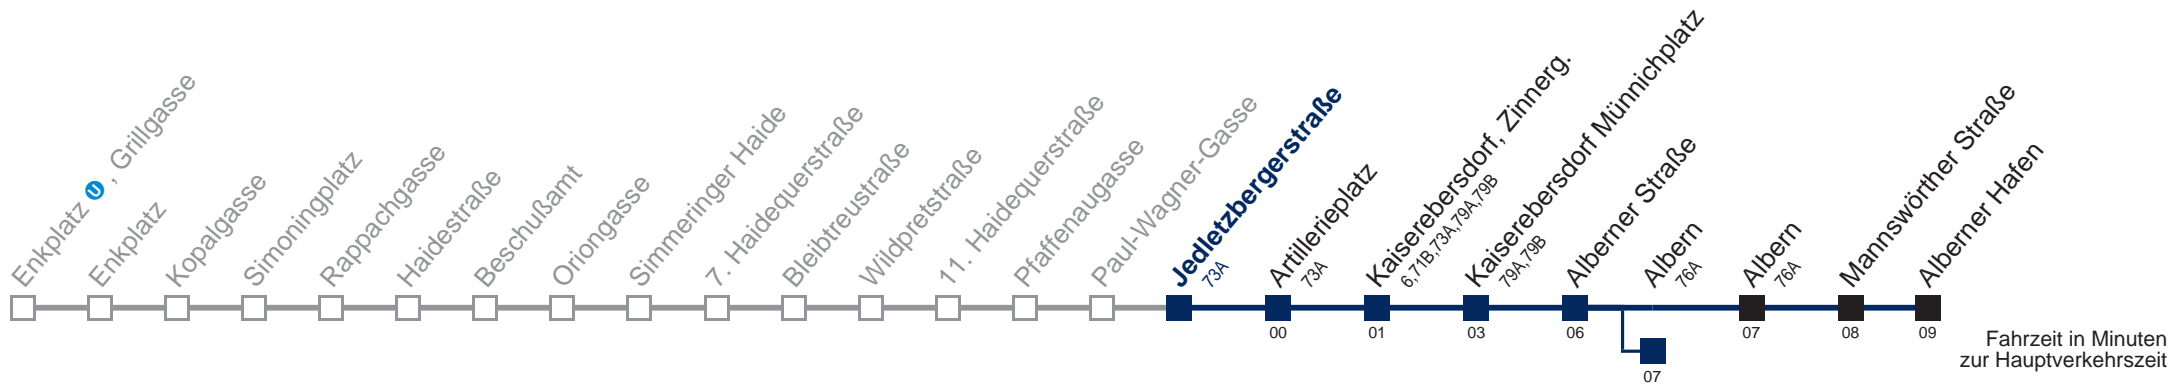 Enkplatz U , Grillgasse
Enkplatz
Kopalgasse
Simoningplatz
Rappachgasse
Haidestraße
Beschußamt
Oriongasse
Simmeringer Haide
7. Haidequerstraße
Bleibtreustraße
Wildpretstraße
11. Haidequerstraße
Pfaffenaugasse
Paul-Wagner-Gasse
Jedletzbergerstraße
73A
Artillerieplatz
73A
Kaiserebersdorf, Zinnerg.
6,71B,73A,79A,79B
Kaiserebersdorf Münnichplatz
79A,79B
Alberner Straße
Albern
76A
Albern
76A
Mannswörther Straße
Alberner Hafen
00
01
03
06
07
08
09
07
Fahrzeit in Minuten
zur Hauptverkehrszeit